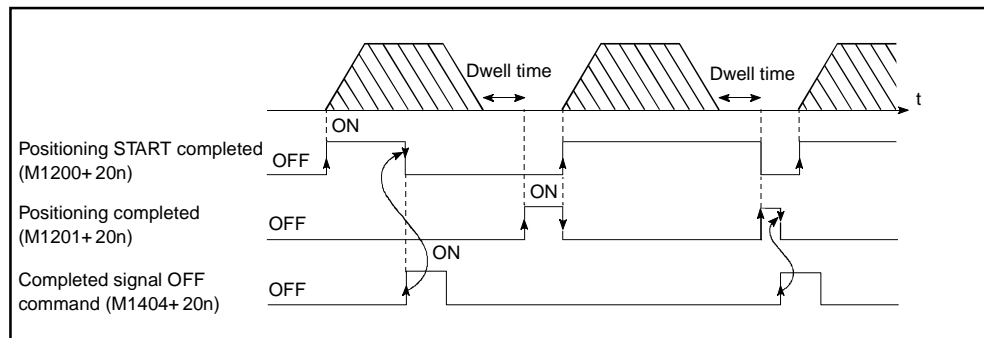 Dwell time
Dwell time
t
ON
Positioning START completed
(M1200+ 20n)
OFF
ON
Positioning completed
(M1201+ 20n)
OFF
ON
Completed signal OFF
command (M1404+ 20n)
OFF